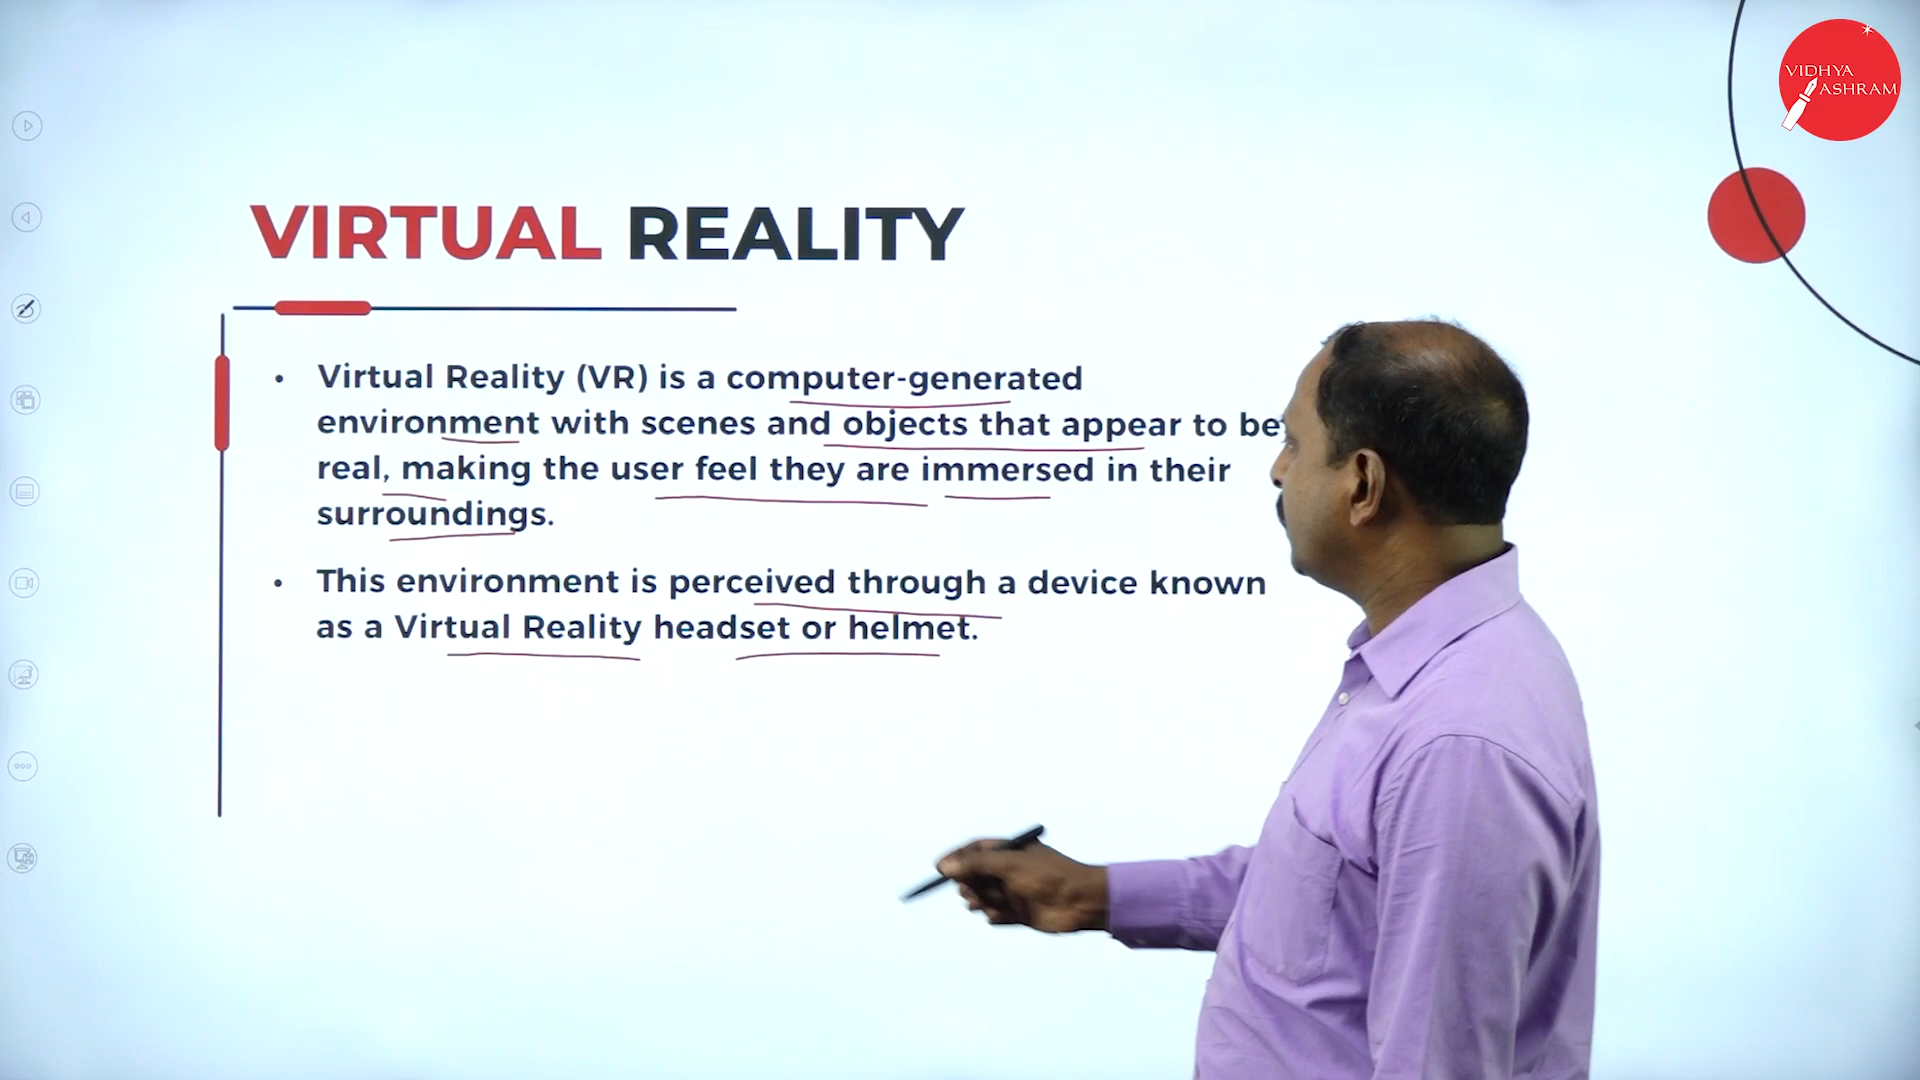 VIDHYA
ASHRAM
VIRTUAL REALITY
• Virtual Reality (VR) is a computer-generated
environment with scenes and objects that appear to be
real, making the user feel they are immersed in their
surroundings.
• This environment is perceived through a device known
as a Virtual Reality headset or helmet.